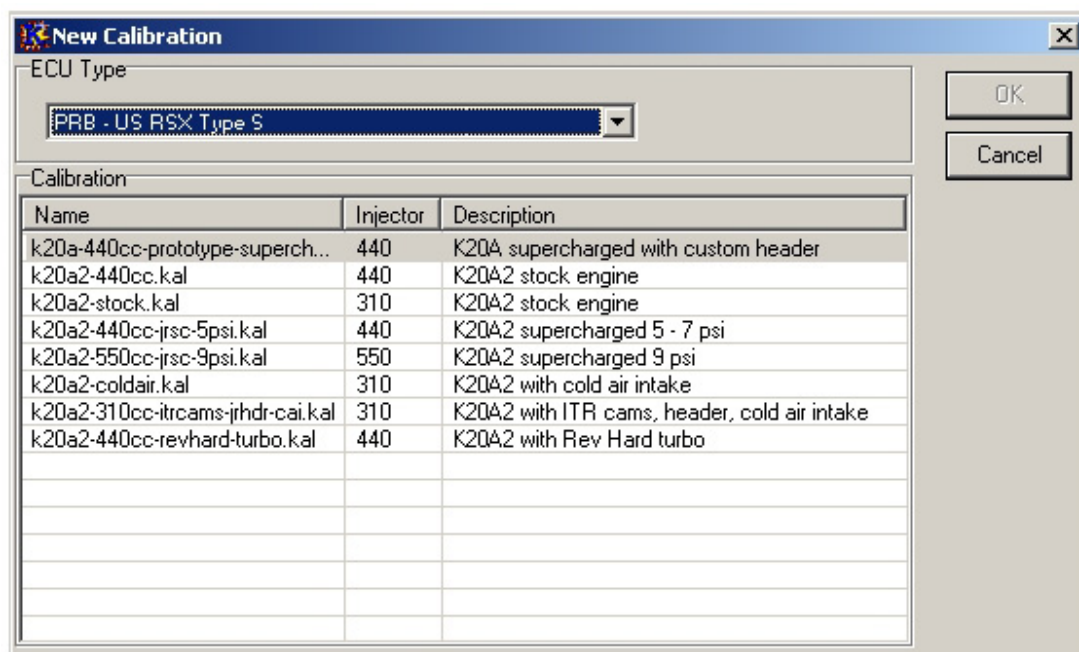 New Calibration
ECU Type
PRB - US RSX Type S
OK
Cancel
Calibration
Name Injector Description
k20a-440cc-prototype-superch... 440 K20A supercharged with custom header
k20a2-440cc.kal 440 K20A2 stock engine
k20a2-stock.kal 310 K20A2 stock engine
k20a2-440cc-jrsc-5psi.kal 440 K20A2 supercharged 5 - 7 psi
k20a2-550cc-jrsc-9psi.kal 550 K20A2 supercharged 9 psi
k20a2-coldair.kal 310 K20A2 with cold air intake
k20a2-310cc-itrcams-jrhdr-cai.kal 310 K20A2 with ITR cams, header, cold air intake
k20a2-440cc-revhard-turbo.kal 440 K20A2 with Rev Hard turbo